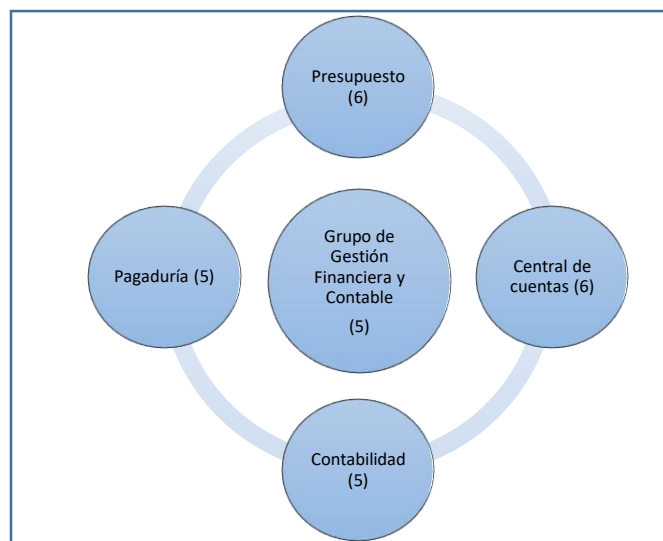 Presupuesto
(6)
Pagaduría (5)
Grupo de
Gestión
Financiera y
Contable
(5)
Central de
cuentas (6)
Contabilidad
(5)